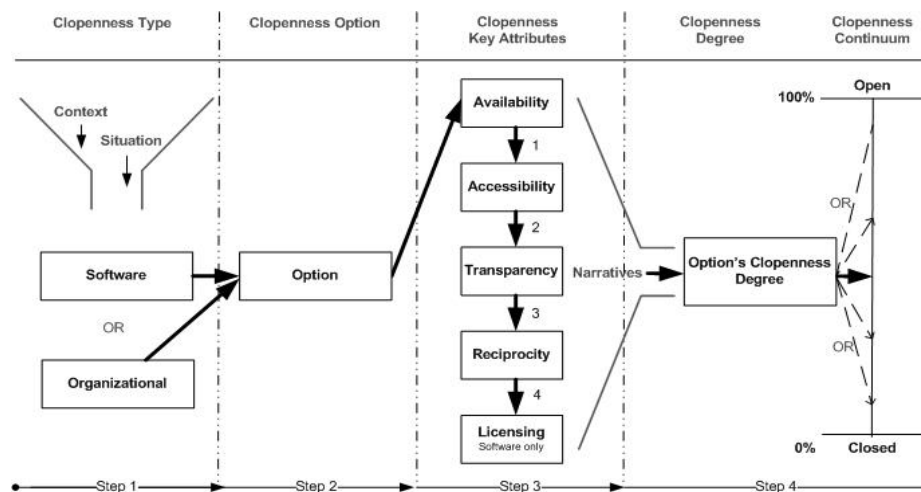 Clopenness Type
Clopenness Option
Clopenness
Key Attributes
Clopenness
Degree
Clopenness
Continuum
Context
Situation
Software
OR
Organizational
Option
Availability
1
Accessibility
2
Transparency
3
Reciprocity
4
Licensing
Software only
Narratives
Option's Clopenness
Degree
Open
100%
OR
OR
0%
Closed
Step 1
Step 2
Step 3
Step 4